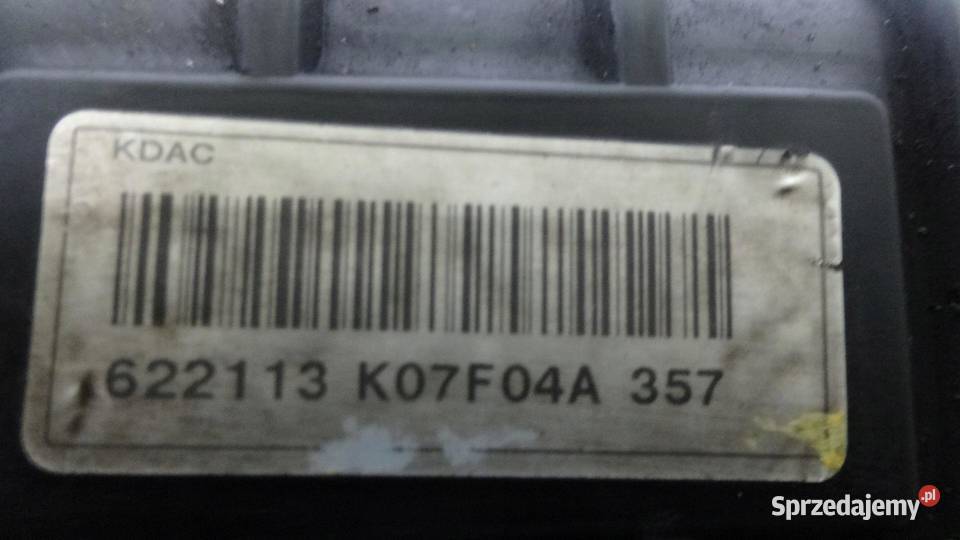 KDAC
622113 K07F04A 357
Sprzedajemy.pl